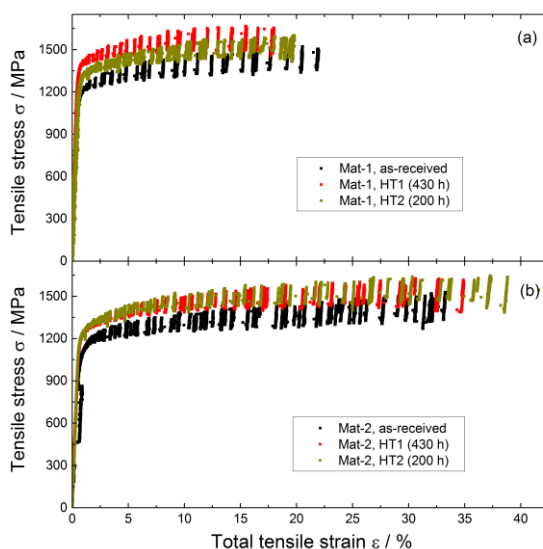 (a)
Tensile stress σ / MPa
1500
1200
900
600
300
0
Mat-1, as-received
Mat-1, HT1 (430 h)
Mat-1, HT2 (200 h)
(b)
Tensile stress σ / MPa
1500
1200
900
600
300
0
Mat-2, as-received
Mat-2, HT1 (430 h)
Mat-2, HT2 (200 h)
0 5 10 15 20 25 30 35 40
Total tensile strain ε / %